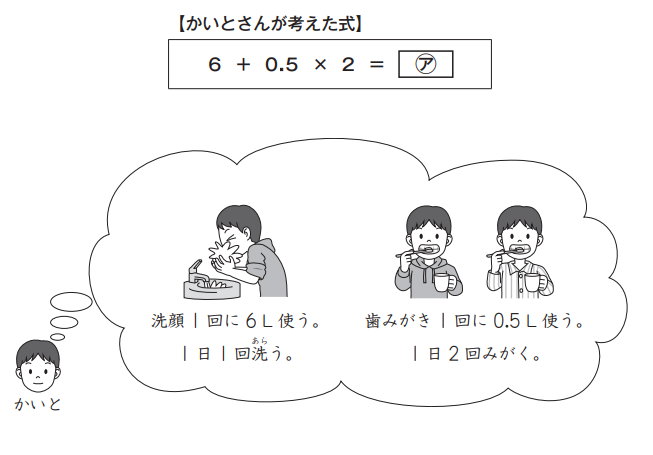 【かいとさんが考えた式】
6 + 0.5 × 2 = ㋐
洗顔1回に6L使う。
1日1回洗う。
あら
歯みがき1回に0.5L使う。
1日2回みがく。
かいと